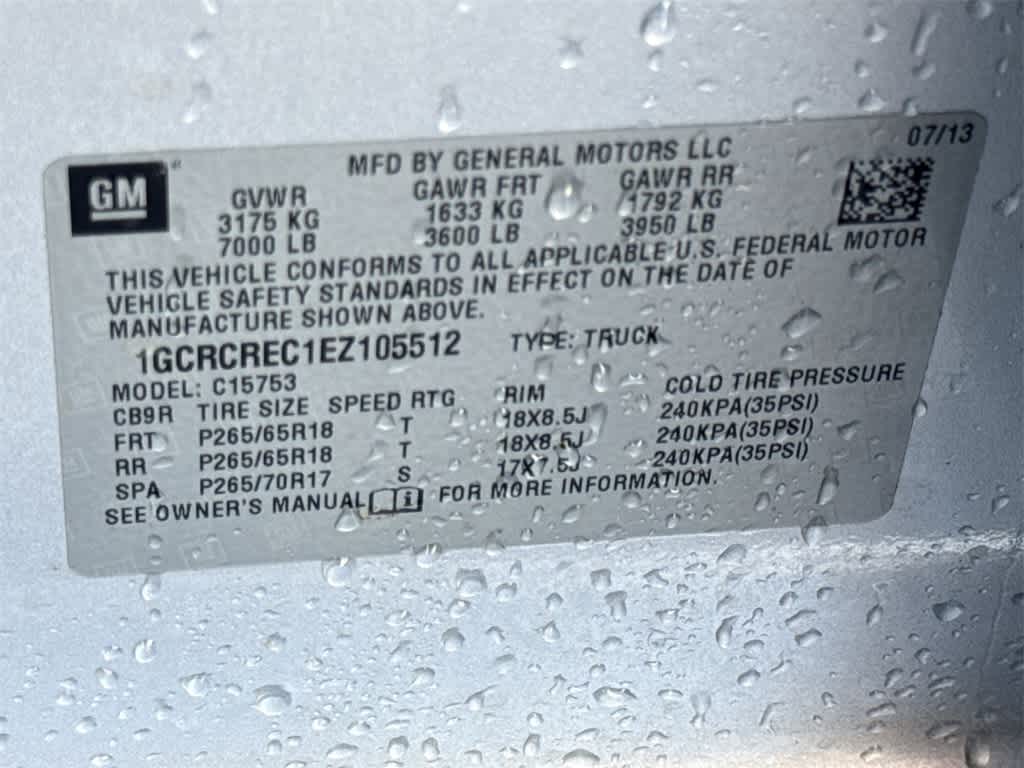 07/13
GM
MFD BY GENERAL MOTORS LLC
GVWR GAWR FRT GAWR RR
3175 KG 1633 KG 1792 KG
7000 LB 3600 LB 3950 LB
THIS VEHICLE CONFORMS TO ALL APPLICABLE U.S. FEDERAL MOTOR
VEHICLE SAFETY STANDARDS IN EFFECT ON THE DATE OF
MANUFACTURE SHOWN ABOVE.
1GCRCREC1EZ105512 TYPE: TRUCK
MODEL: C15753
CB9R TIRE SIZE SPEED RTG RIM COLD TIRE PRESSURE
FRT P265/65R18 T 18X8.5J 240KPA(35PSI)
RR P265/65R18 T 18X8.5J 240KPA(35PSI)
SPA P265/70R17 S 17X7.5J 240KPA(35PSI)
SEE OWNER'S MANUAL i FOR MORE INFORMATION.